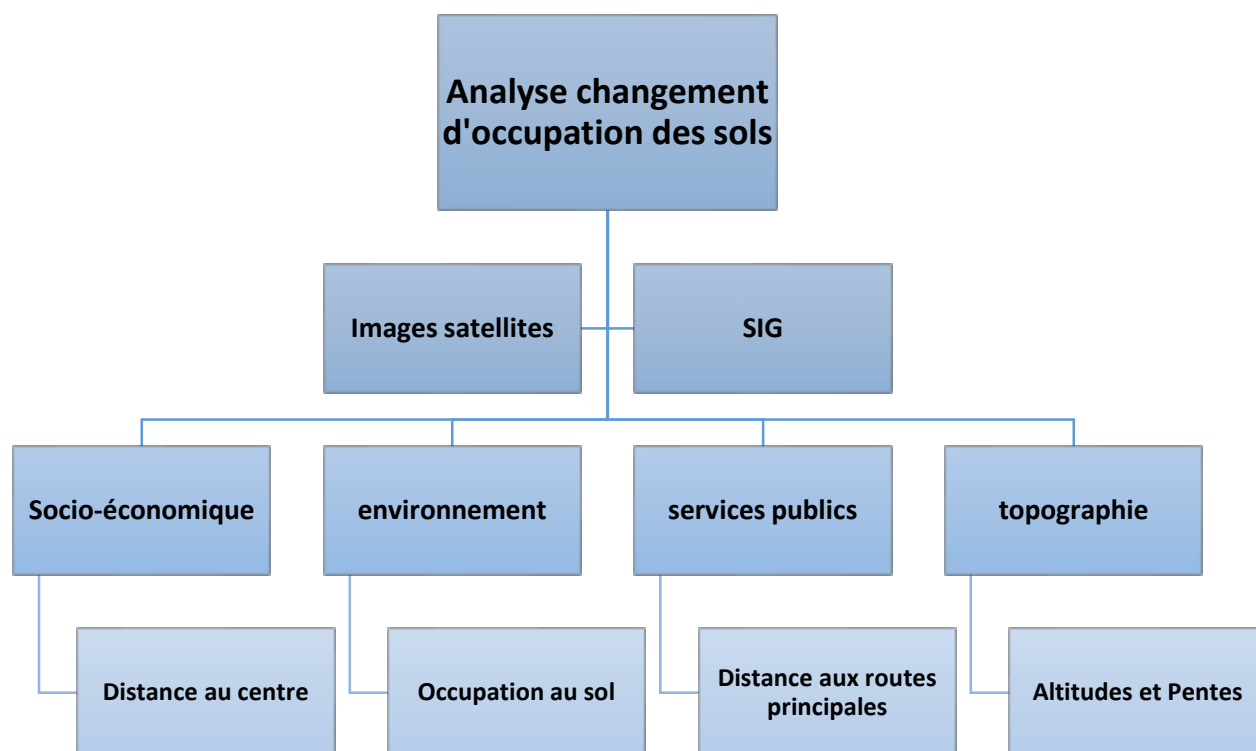 Analyse changement
d'occupation des sols
Images satellites
SIG
Socio-économique
environnement
services publics
topographie
Distance au centre
Occupation au sol
Distance aux routes
principales
Altitudes et Pentes